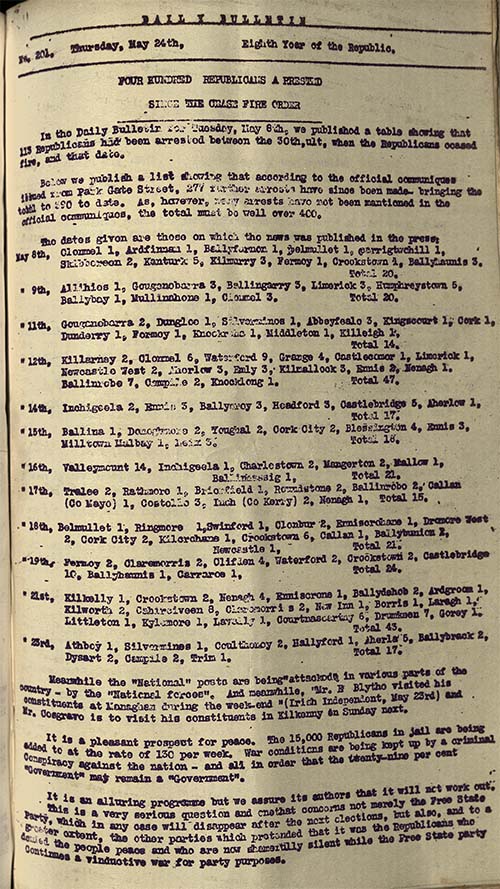 DAILY BULLETIN
No. 201. Thursday, May 24th, Eighth Year of the Republic.
FOUR HUNDRED REPUBLICANS ARRESTED
SINCE THE CEASE FIRE ORDER
In the Daily Bulletin for Tuesday, May 8th, we published a table showing that
113 Republicans had been arrested between the 30th,ult, when the Republicans ceased
fire, and that date.
Below we publish a list showing that according to the official communiques
issued from Park Gate Street, 277 further arrests have since been made- bringing the
total to 390 to date. As, however, many arrests have not been mentioned in the
official communiques, the total must be well over 400.
The dates given are those on which the news was published in the press:
May 8th, Clonmel 1, Ardfinnan 1, Ballyfornon 1, Belmullet 1,
Skibbereen 2, Kanturk 5, Kilmurry 3, Fermoy 1, Crookstown 1, Ballyhaunis 3.
Total 20.
" 9th, Allihies 1, Gouganebarra 3, Ballingarry 3, Limerick 3, Humphreystown 5,
Ballybay 1, Mullinahone 1, Clonmel 3. Total 20.
" 11th, Gouganebarra 2, Dungloe 1, Silvermines 1, Abbeyfeale 3, Kingscourt 1, Cork 1,
Dunderry 1, Fermoy 1, 1, Middleton 1, Killeigh 1,
Total 14.
" 12th, Killarney 2, Clonmel 6, Waterford 9, Grange 4, Castlecomer 1, Limerick 1,
Newcastle West 2, Aherlow 3, Emly 3, Kilmallock 3, Ennis 2, Nenagh 1.
Ballinrobe 7, Campile 2, Knocklong 1. Total 47.
" 14th, Inchigeela 2, Ennis 3, Ballycroy 3, Headford 3, Castlebridge 5, Aherlow 1,
Total 17.
" 15th, Ballina 1, Donoghmore 2, Youghal 2, Cork City 2, Blessington 4, Ennis 3,
Milltown Malbay 1, Leix 3. Total 18.
" 16th, Valleymount 14, Inchigeela 1, Charlestown 2, Mangerton 2, Mallow 1,
Ballinhassig 1, Total 21.
" 17th, Tralee 2, Rathmore 1, Brierfield 1, Roundstone 2, Ballinrobe 2, Callan
(Co Mayo) 1, Costello 3, Inch (Co Kerry) 2, Nenagh 1. Total 15.
" 18th, Belmullet 1, Ringmore 1,Swinford 1, Clonbur 2, Enniscrone 1, Dromore West
2, Cork City 2, Kilcrohane 1, Crookstown 6, Callan 1, Ballybunion 2,
Newcastle 1, Total 21.
" 19th, Fermoy 2, Claremorris 2, Clifden 4, Waterford 2, Crookstown 2, Castlebridge
10, Ballyhaunis 1, Carraroe 1. Total 24.
" 21st, Kilkelly 1, Crookstown 2, Nenagh 4, Enniscrone 1, Ballydehob 2, Ardgroom 1,
Kilworth 2, Cahirciveen 8, Claremorris 2, New Inn 1, Borris 1, Laragh 1,
Littleton 1, Kylemore 1, Lavally 1, Courtmacsherry 6, Drumkeen 7, Gorey 1.
Total 43.
" 23rd, Athboy 1, Silvermines 1, Coulthomoy 2, Hallyford 1, Aherla 5, Ballybrack 2,
Dysart 2, Campile 2, Trim 1. Total 17.
Meanwhile the "National" posts are being "attacked" in various parts of the
country - by the "National forces". And meanwhile, "Mr. E Blythe visited his
constituents at Monaghan during the week-end "(Irish Independent, May 23rd) and
Mr. Cosgrave is to visit his constituents in Kilkenny on Sunday next.
It is a pleasant prospect for peace. The 15,000 Republicans in jail are being
added to at the rate of 130 per week. War conditions are being kept up by a criminal
Conspiracy against the nation - and all in order that the twenty-nine per cent
"Government" may remain a "Government".
It is an alluring programme but we assure its authors that it will not work out.
This is a very serious question and one that concerns not merely the Free State
Party, which in any case will disappear after the next elections, but also, and to a
greater extent, the other parties which pretended that it was the Republicans who
denied the people peace and who are now shamefully silent while the Free State party
Continues a vindictive war for party purposes.